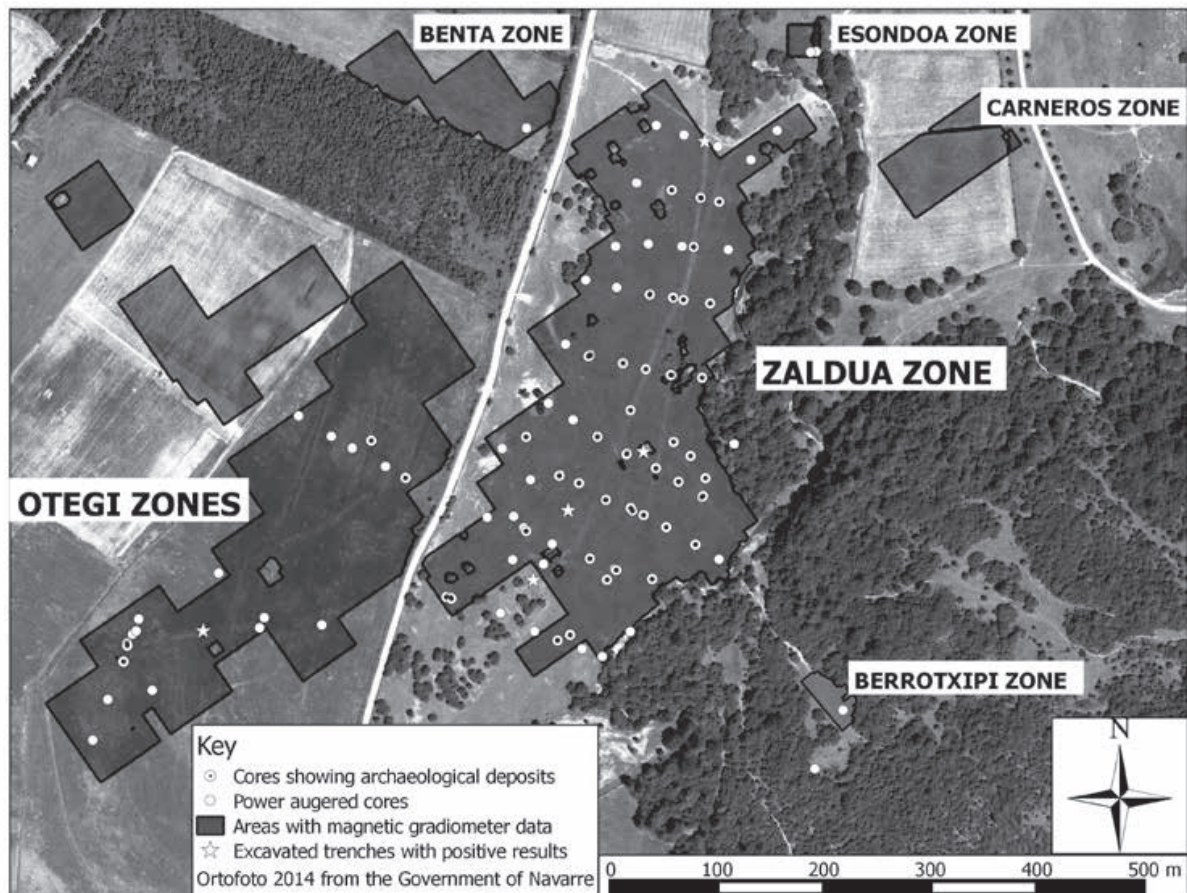 BENTA ZONE
ESONDOA ZONE
CARNEROS ZONE
ZALDUA ZONE
OTEGI ZONES
BERROTXIPI ZONE
Key
Cores showing archaeological deposits
Power augered cores
Areas with magnetic gradiometer data
Excavated trenches with positive results
Ortofoto 2014 from the Government of Navarre
N
0 100 200 300 400 500 m